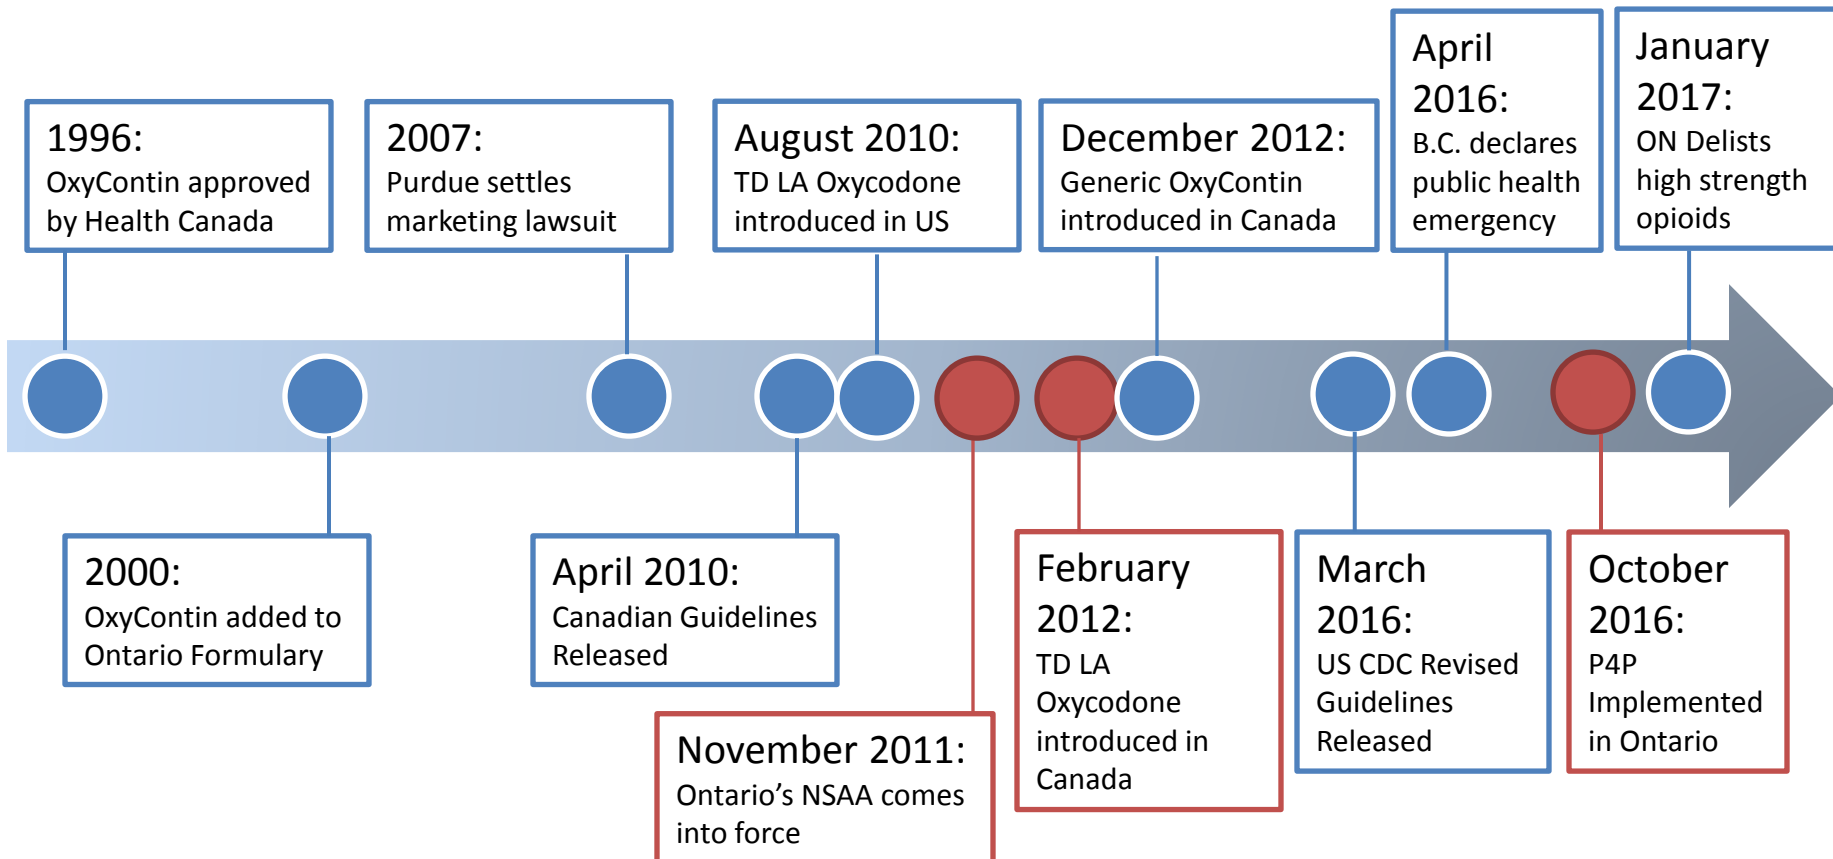 1996:
OxyContin approved
by Health Canada
2007:
Purdue settles
marketing lawsuit
August 2010:
TD LA Oxycodone
introduced in US
December 2012:
Generic OxyContin
introduced in Canada
April
2016:
B.C. declares
public health
emergency
January
2017:
ON Delists
high strength
opioids
2000:
OxyContin added to
Ontario Formulary
April 2010:
Canadian Guidelines
Released
November 2011:
Ontario’s NSAA comes
into force
February
2012:
TD LA
Oxycodone
introduced in
Canada
March
2016:
US CDC Revised
Guidelines
Released
October
2016:
P4P
Implemented
in Ontario